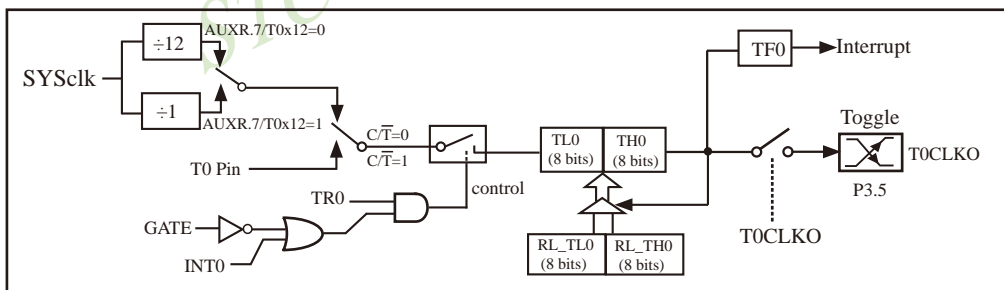 STC
AUXR.7/T0x12=0
÷12
SYSclk
÷1
AUXR.7/T0x12=1
T0 Pin
C/T̅=0
C/T̅=1
control
TR0
GATE
INT0
TL0
(8 bits)
TH0
(8 bits)
RL_TL0
(8 bits)
RL_TH0
(8 bits)
TF0
Interrupt
Toggle
T0CLKO
P3.5
T0CLKO